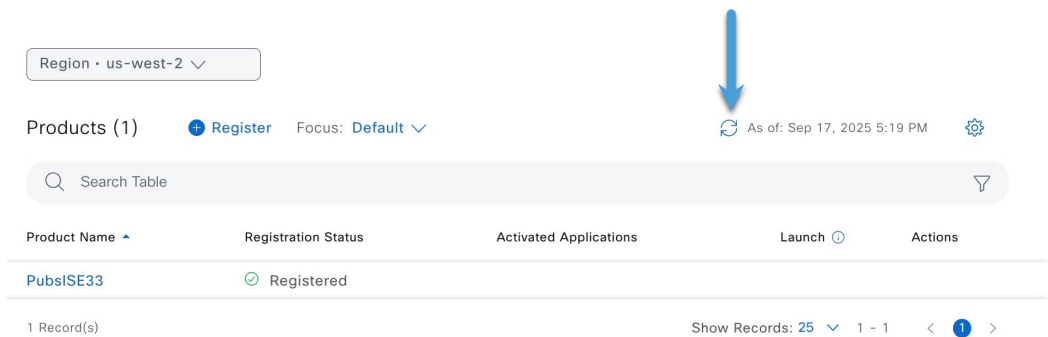 Region • us-west-2
Products (1) Register Focus: Default As of: Sep 17, 2025 5:19 PM
Search Table
Product Name Registration Status Activated Applications Launch Actions
PubsISE33 Registered
1 Record(s) Show Records: 25 1 - 1 1